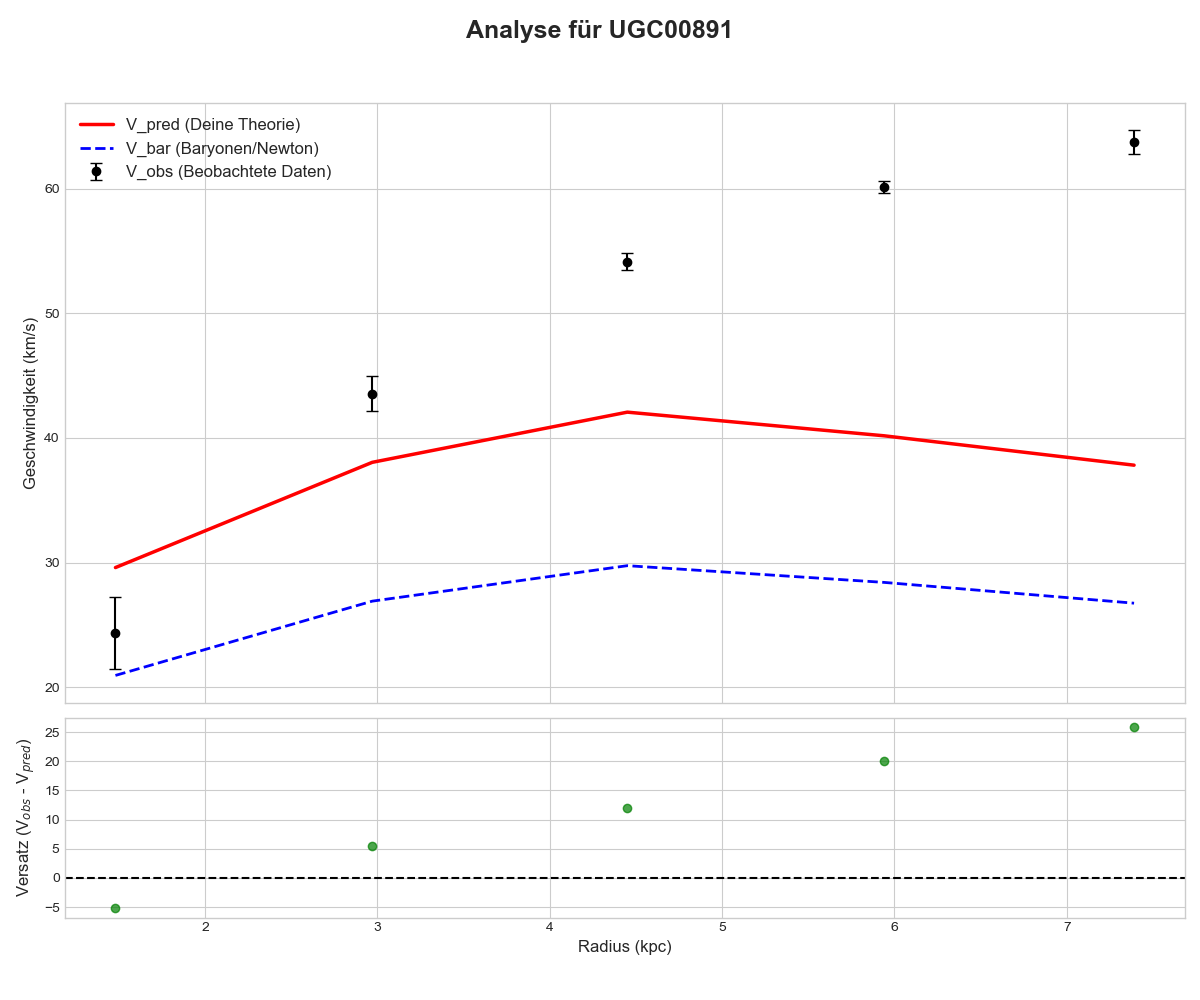 Analyse für UGC00891
V_pred (Deine Theorie)
V_bar (Baryonen/Newton)
V_obs (Beobachtete Daten)
Geschwindigkeit (km/s)
60
50
40
30
20
Versatz (V_obs - V_pred)
25
20
15
10
5
0
−5
2 3 4 5 6 7
Radius (kpc)